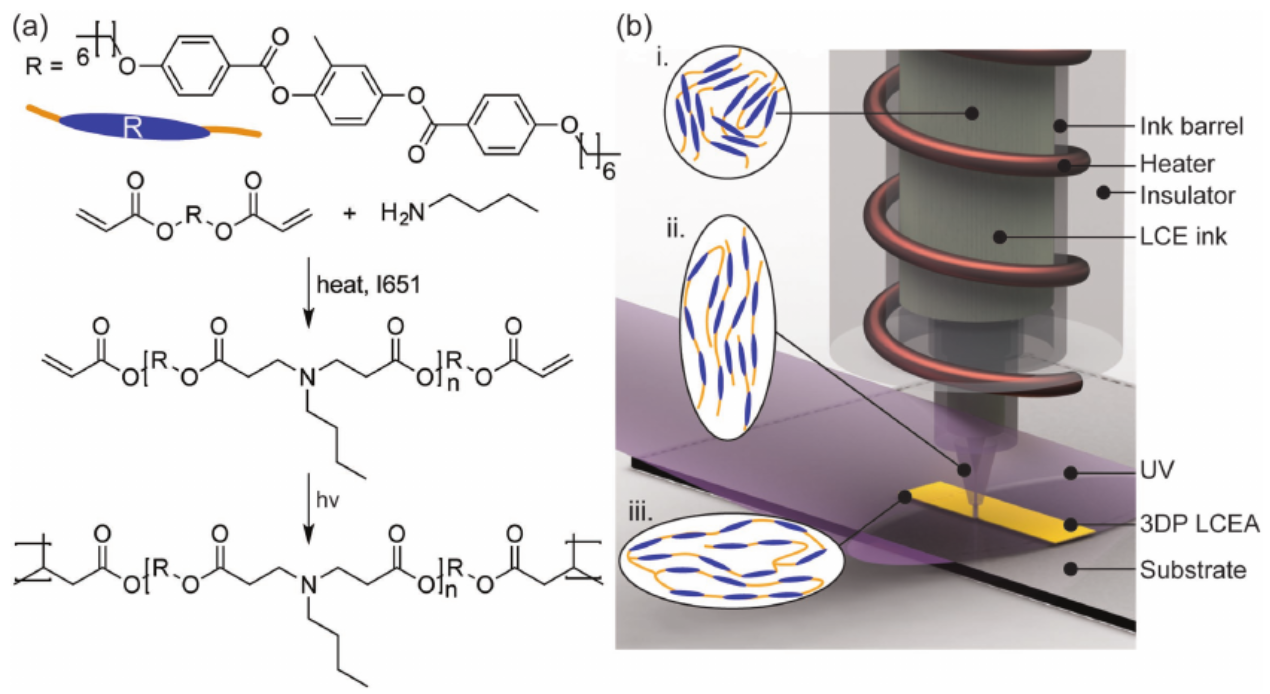 (a)
6
R =
O
O
O
O
O
O
6
R
O
O
R
O
O
+
H₂N
heat, I651
O
O
O
O
O
[R
O
N
O
]R
n
O
hν
O
O
O
O
O
[R
O
N
O
]R
n
O
(b)
i.
Ink barrel
Heater
Insulator
LCE ink
ii.
UV
iii.
3DP LCEA
Substrate